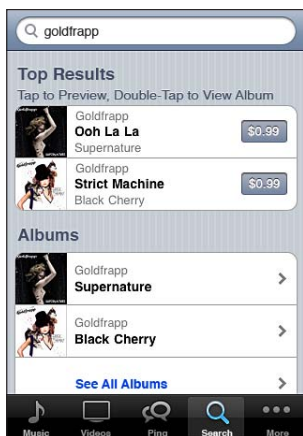 goldfrapp
Top Results
Tap to Preview, Double-Tap to View Album
Goldfrapp
Ooh La La
Supernature
$0.99
Goldfrapp
Strict Machine
Black Cherry
$0.99
Albums
Goldfrapp
Supernature
Goldfrapp
Black Cherry
See All Albums
Music Videos Ping Search More